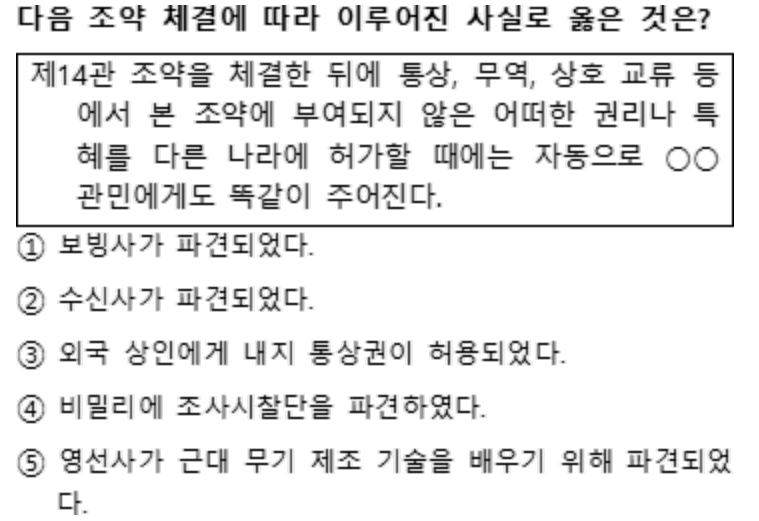 다음 조약 체결에 따라 이루어진 사실로 옳은 것은?
제14관 조약을 체결한 뒤에 통상, 무역, 상호 교류 등
에서 본 조약에 부여되지 않은 어떠한 권리나 특
혜를 다른 나라에 허가할 때에는 자동으로 ○○
관민에게도 똑같이 주어진다.
① 보빙사가 파견되었다.
② 수신사가 파견되었다.
③ 외국 상인에게 내지 통상권이 허용되었다.
④ 비밀리에 조사시찰단을 파견하였다.
⑤ 영선사가 근대 무기 제조 기술을 배우기 위해 파견되었
다.